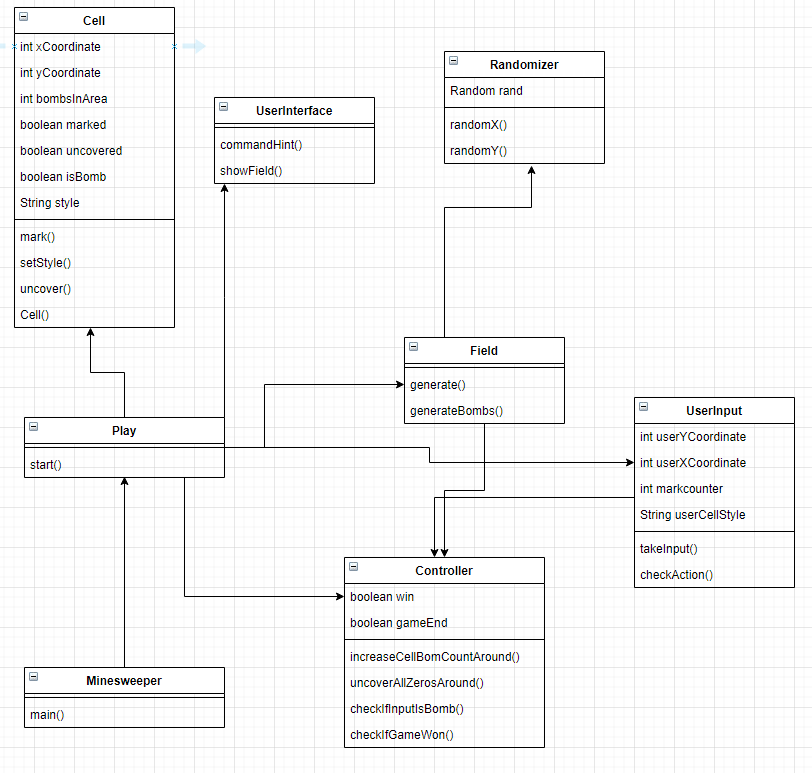 Cell
int xCoordinate
int yCoordinate
int bombsInArea
boolean marked
boolean uncovered
boolean isBomb
String style
mark()
setStyle()
uncover()
Cell()
UserInterface
commandHint()
showField()
Randomizer
Random rand
randomX()
randomY()
Field
generate()
generateBombs()
Play
start()
UserInput
int userYCoordinate
int userXCoordinate
int markcounter
String userCellStyle
takeInput()
checkAction()
Controller
boolean win
boolean gameEnd
increaseCellBomCountAround()
uncoverAllZerosAround()
checkIfInputIsBomb()
checkIfGameWon()
Minesweeper
main()